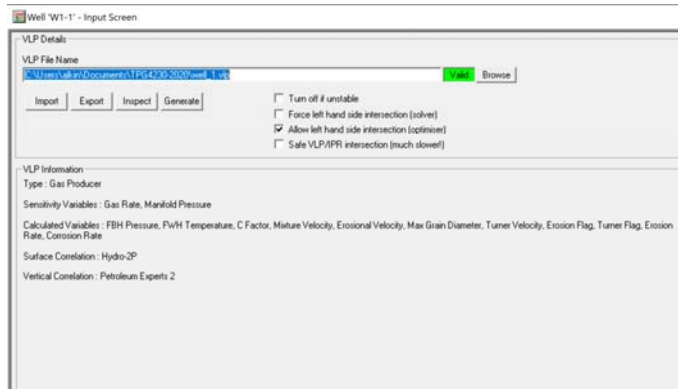 Well 'W1-1' - Input Screen
VLP Details
VLP File Name
C:\Users\allun\Documents\TPG4230-2020\well_1.vlp
Valid
Browse
Import
Export
Inspect
Generate
Turn off if unstable
Force left hand side intersection (solver)
Allow left hand side intersection (optimiser)
Safe VLP/IPR intersection (much slower!)
VLP Information
Type : Gas Producer
Sensitivity Variables : Gas Rate, Manifold Pressure
Calculated Variables : FBH Pressure, FWH Temperature, C Factor, Mixture Velocity, Erosional Velocity, Max Grain Diameter, Turner Velocity, Erosion Flag, Turner Flag, Erosion
Rate, Corrosion Rate
Surface Correlation : Hydro-2P
Vertical Correlation : Petroleum Experts 2